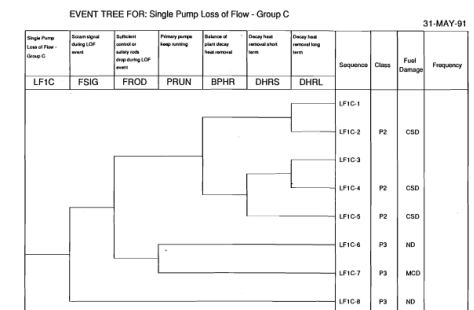 EVENT TREE FOR: Single Pump Loss of Flow - Group C
31-MAY-91
Single Pump Loss of Flow - Group C
Scram signal during LOF event
Sufficient control or safety rods drop during LOF event
Primary pumps keep running
Balance of plant decay heat removal
Decay heat removal short term
Decay heat removal long term
LF1C FSIG FROD PRUN BPHR DHRS DHRL Sequence Class Fuel Damage Frequency
LF1C-1
LF1C-2 P2 CSD
LF1C-3
LF1C-4 P2 CSD
LF1C-5 P2 CSD
LF1C-6 P3 ND
LF1C-7 P3 MCD
LF1C-8 P3 ND